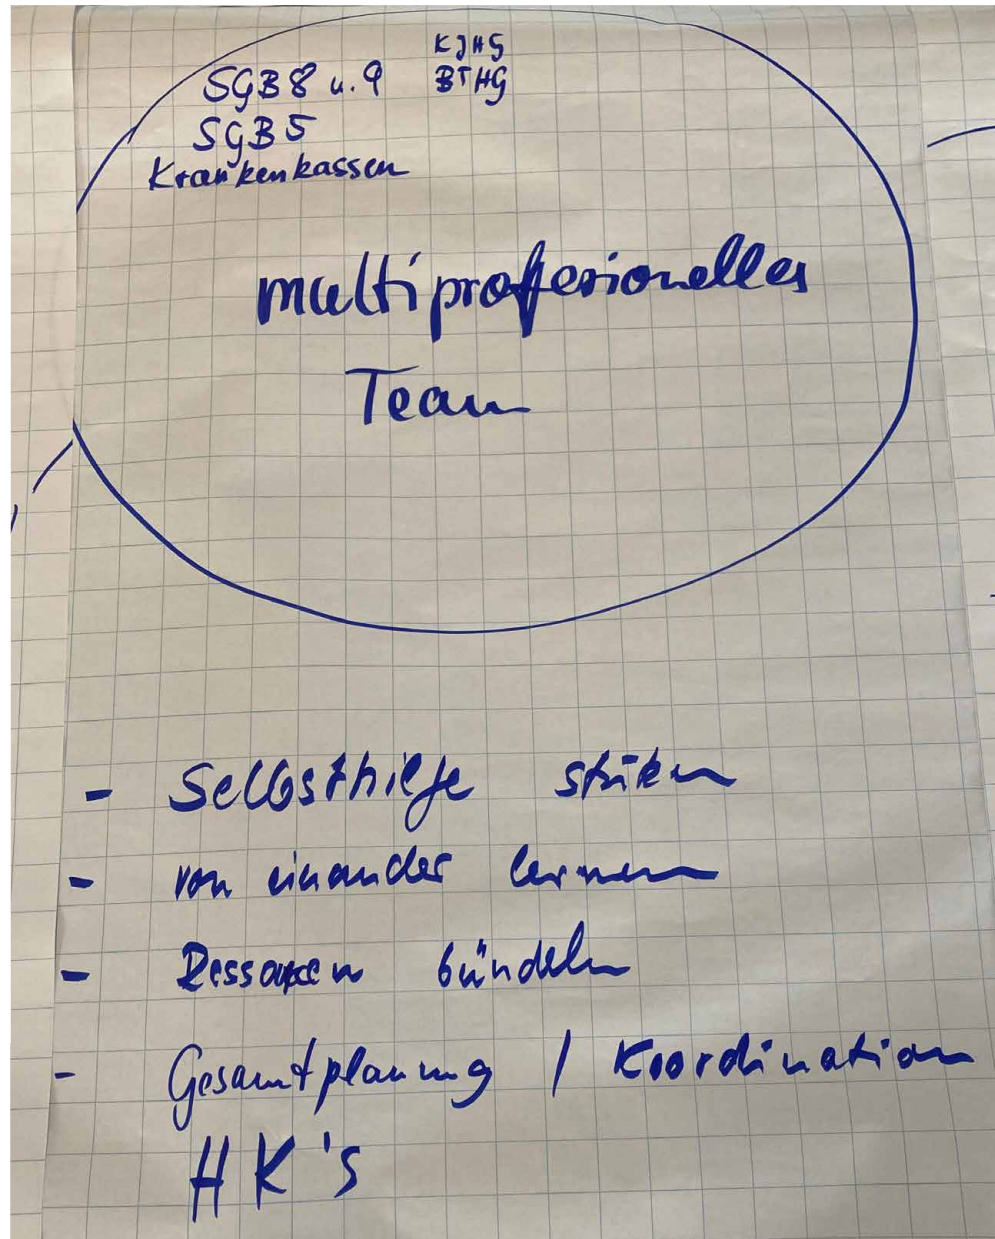 SGB 8 u. 9
KJHG
BTHG
SGB 5
Krankenkassen
multiproffesionelles
Team
- Selbsthilfe stärken
- von einander lernen
- Ressourcen bündeln
- Gesamtplanung / Koordination
HK's